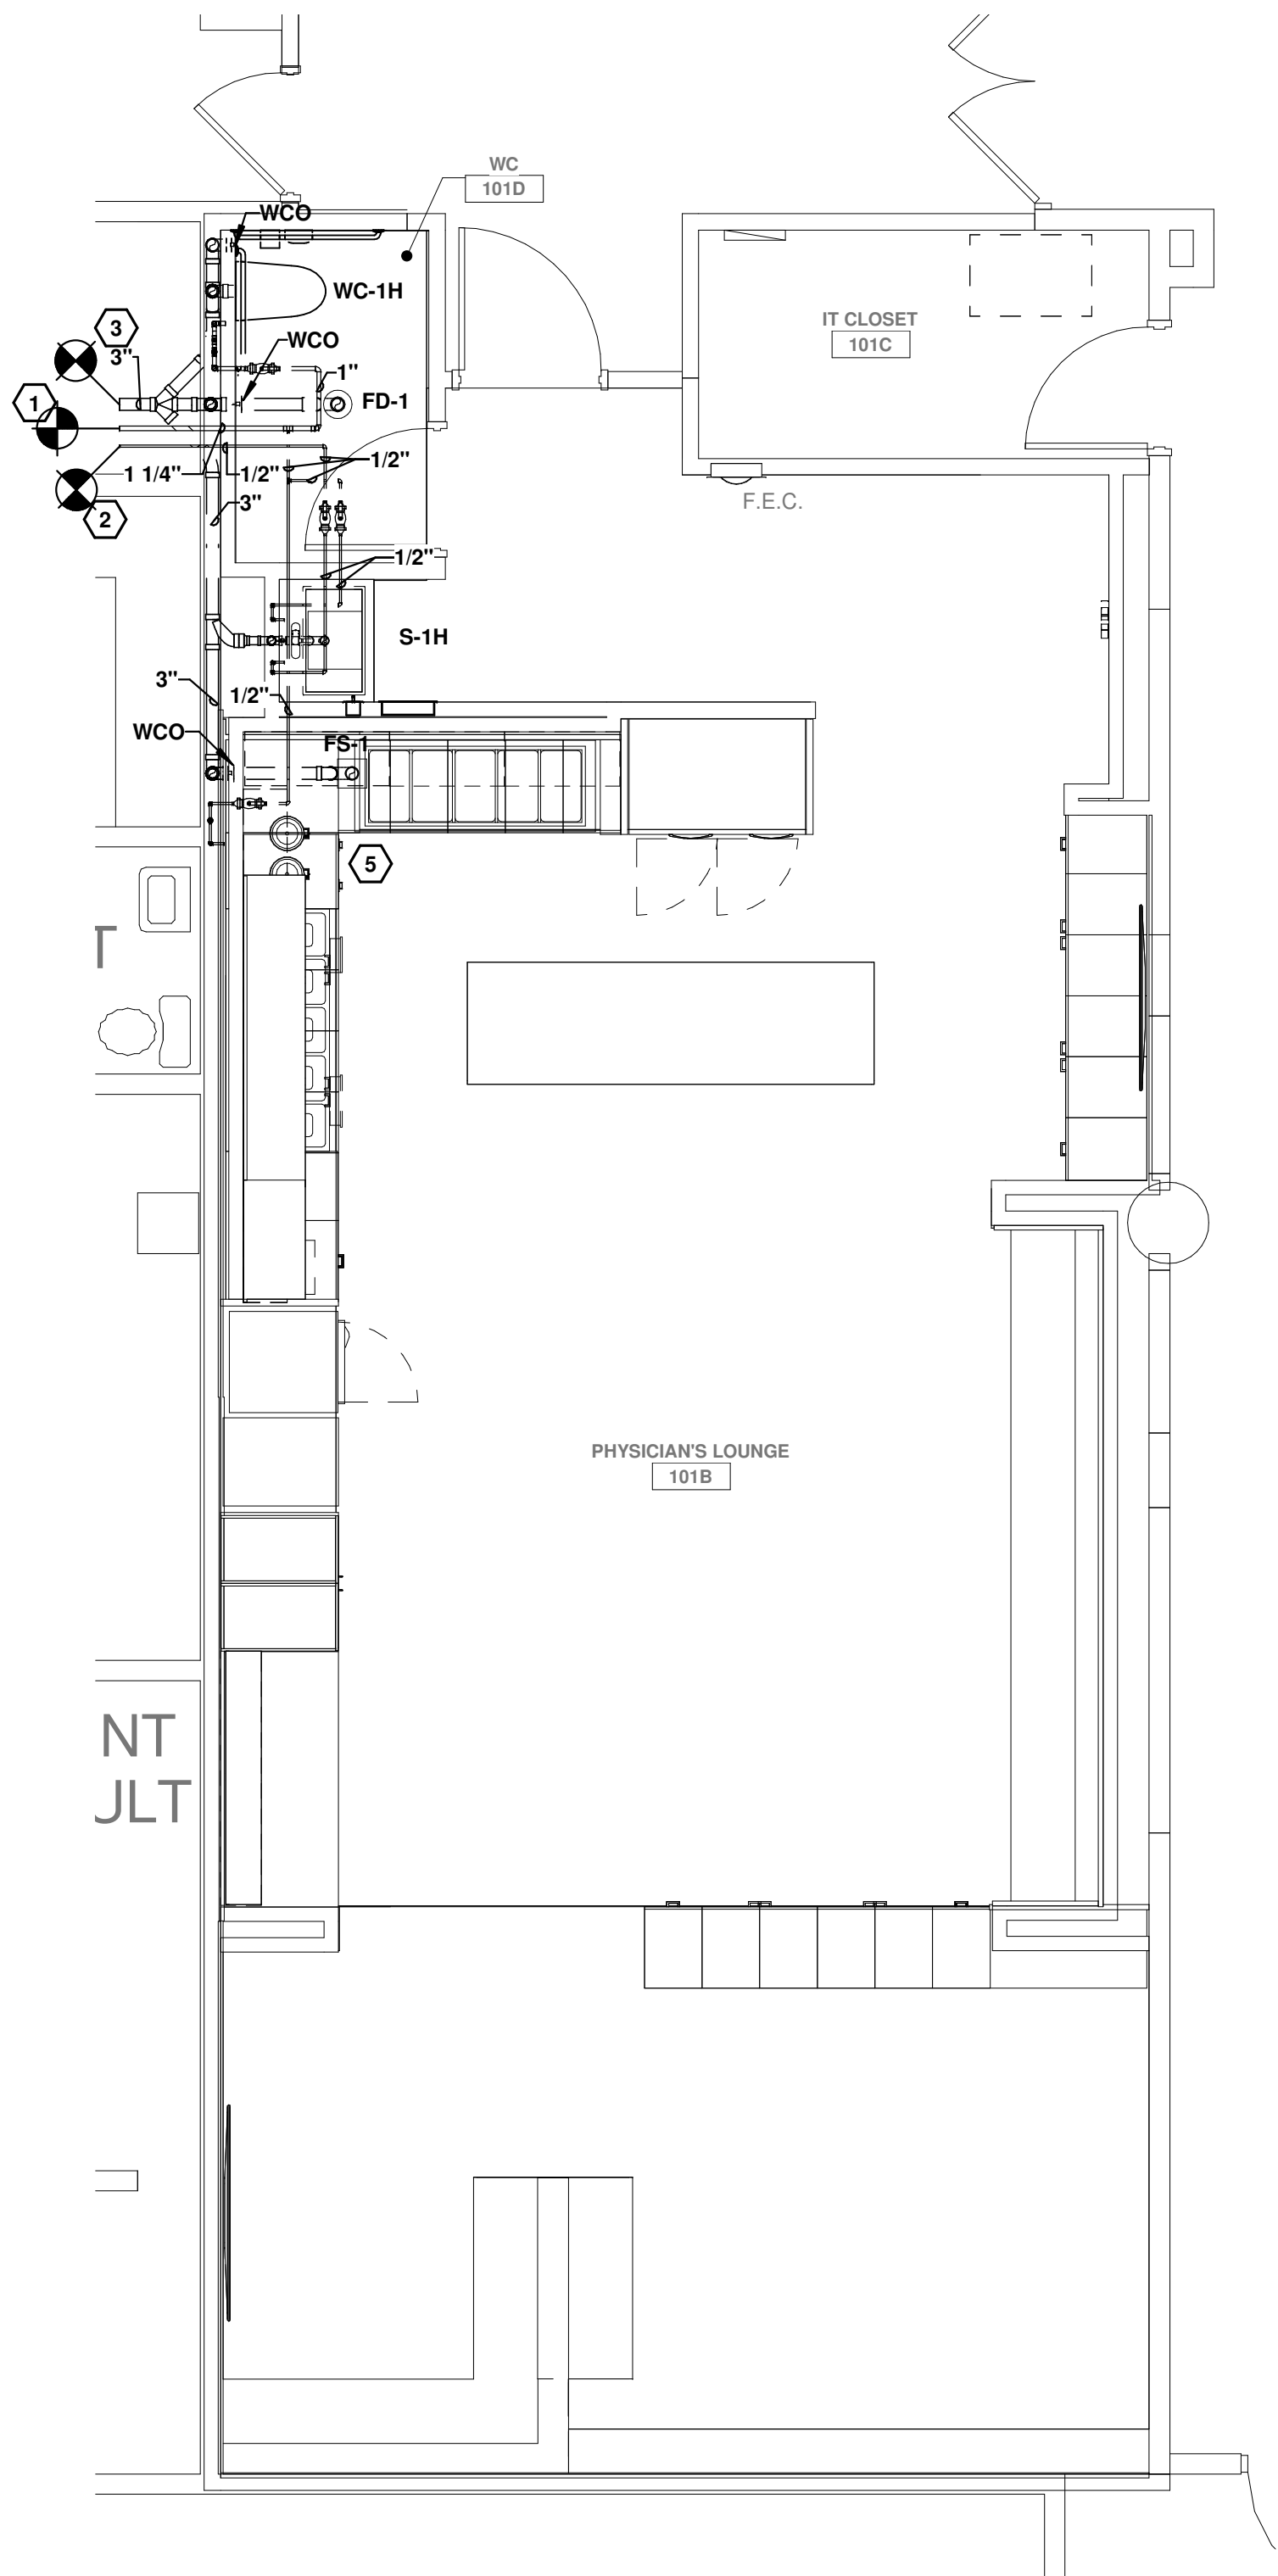 WC
101D
WCO
WC-1H
IT CLOSET
101C
3
3"
WCO
1"
1
FD-1
1 1/4"
1/2"
1/2"
2
3"
F.E.C.
1/2"
S-1H
3"
1/2"
WCO
FS-1
5
T
PHYSICIAN'S LOUNGE
101B
NT
ULT